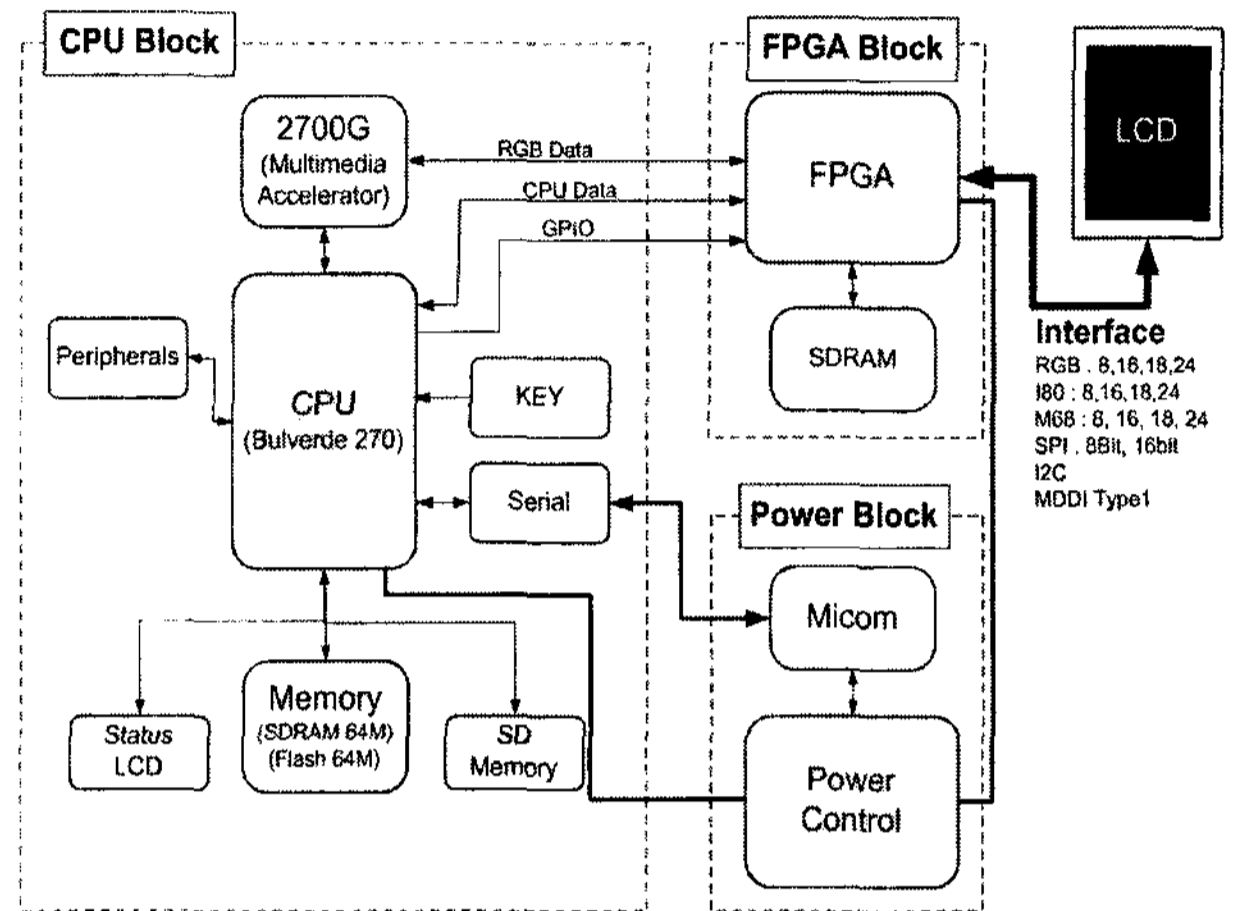 CPU Block
2700G
(Multimedia
Accelerator)
RGB Data
CPU Data
GPiO
Peripherals
CPU
(Bulverde 270)
KEY
Serial
Memory
(SDRAM 64M)
(Flash 64M)
Status
LCD
SD
Memory
FPGA Block
FPGA
SDRAM
Power Block
Micom
Power
Control
LCD
Interface
RGB . 8,16,18,24
I80 : 8,16,18,24
M68 : 8, 16, 18, 24
SPI . 8Bit, 16bit
I2C
MDDI Type1